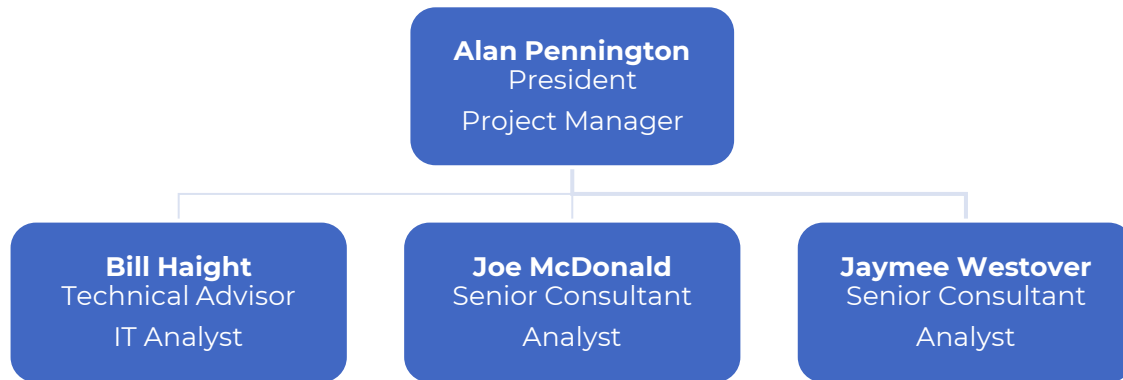 Alan Pennington
President
Project Manager
Bill Haight
Technical Advisor
IT Analyst
Joe McDonald
Senior Consultant
Analyst
Jaymee Westover
Senior Consultant
Analyst